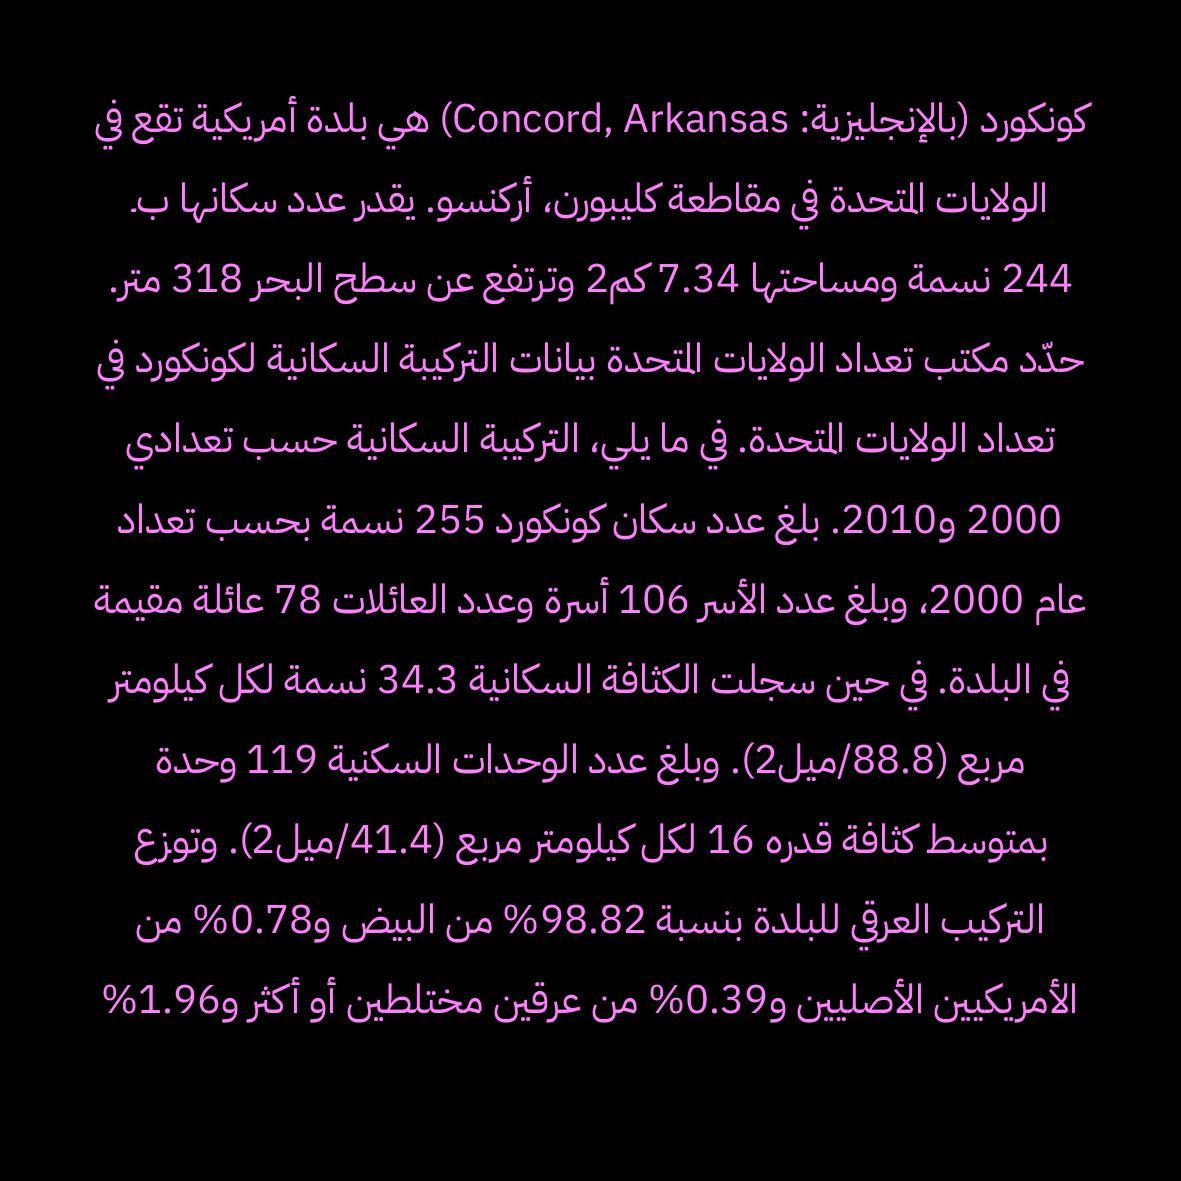 كونكورد (بالإنجليزية: Concord, Arkansas) هي بلدة أمريكية تقع في
الولايات المتحدة في مقاطعة كليبورن، أركنسو. يقدر عدد سكانها بـ
244 نسمة ومساحتها 7.34 كم2 وترتفع عن سطح البحر 318 متر.
حدّد مكتب تعداد الولايات المتحدة بيانات التركيبة السكانية لكونكورد في
تعداد الولايات المتحدة. في ما يلي، التركيبة السكانية حسب تعدادي
2000 و2010. بلغ عدد سكان كونكورد 255 نسمة بحسب تعداد
عام 2000، وبلغ عدد الأسر 106 أسرة وعدد العائلات 78 عائلة مقيمة
في البلدة. في حين سجلت الكثافة السكانية 34.3 نسمة لكل كيلومتر
مربع (88.8/ميل2). وبلغ عدد الوحدات السكنية 119 وحدة
بمتوسط كثافة قدره 16 لكل كيلومتر مربع (41.4/ميل2). وتوزع
التركيب العرقي للبلدة بنسبة 98.82% من البيض و0.78% من
الأمريكيين الأصليين و0.39% من عرقين مختلطين أو أكثر و1.96%